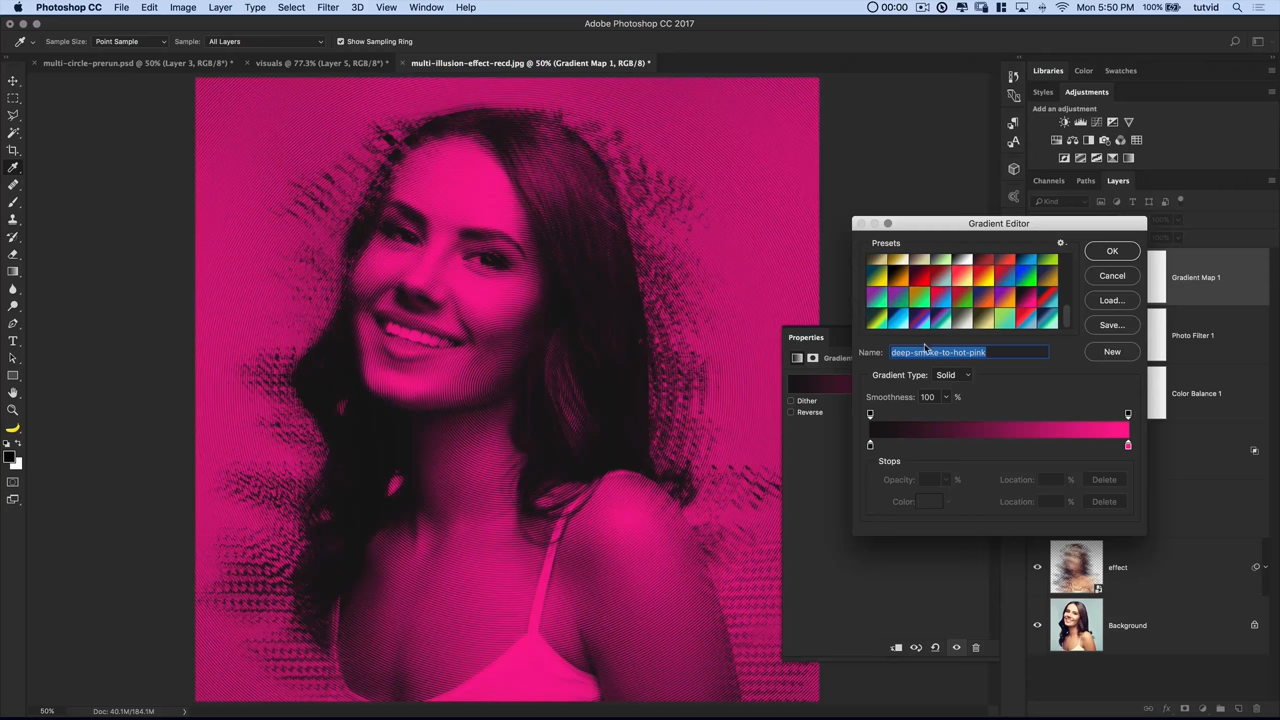 Photoshop CC File Edit Image Layer Type Select Filter 3D View Window Help 00:00 100% Mon 5:50 PM tutvid
Adobe Photoshop CC 2017
Sample Size: Point Sample Sample: All Layers Show Sampling Ring
multi-circle-prerun.psd @ 50% (Layer 3, RGB/8*) * visuals @ 77.3% (Layer 5, RGB/8*) * multi-illusion-effect-recd.jpg @ 50% (Gradient Map 1, RGB/8) *
Libraries Color Swatches
Styles Adjustments
Add an adjustment
Channels Paths Layers
Kind
Gradient Editor
Presets
OK
Cancel
Load...
Save...
New
Name: deep-smoke-to-hot-pink
Gradient Type: Solid
Smoothness: 100 %
Stops
Opacity: % Location: % Delete
Color: Location: % Delete
Properties
Gradient
Dither
Reverse
Gradient Map 1
Photo Filter 1
Color Balance 1
effect
Background
50% Doc: 40.1M/184.1M